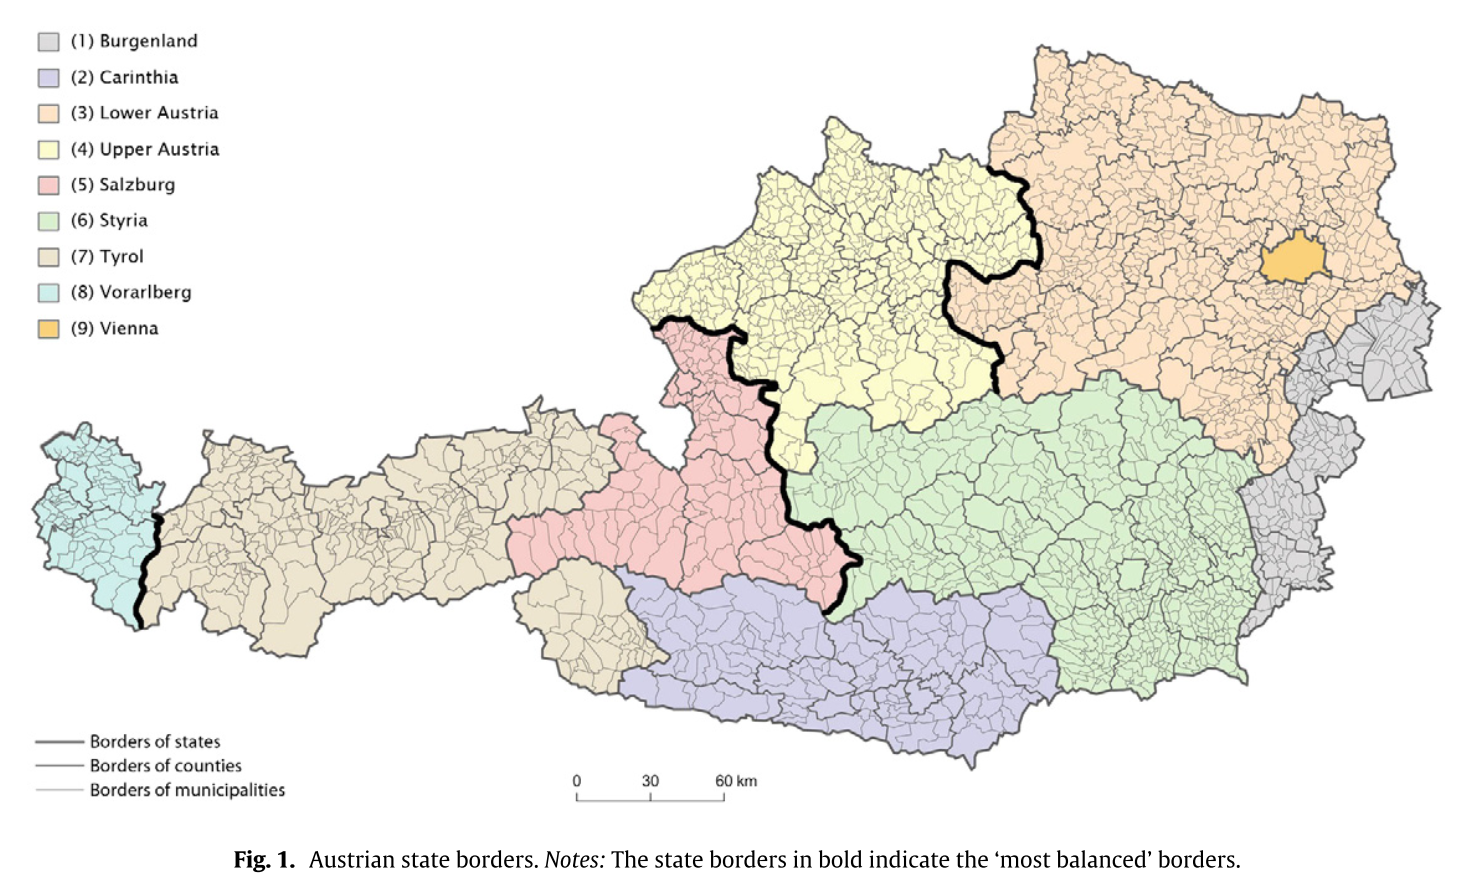 (1) Burgenland
(2) Carinthia
(3) Lower Austria
(4) Upper Austria
(5) Salzburg
(6) Styria
(7) Tyrol
(8) Vorarlberg
(9) Vienna
Borders of states
Borders of counties
Borders of municipalities
0 30 60 km
Fig. 1. Austrian state borders. Notes: The state borders in bold indicate the ‘most balanced’ borders.